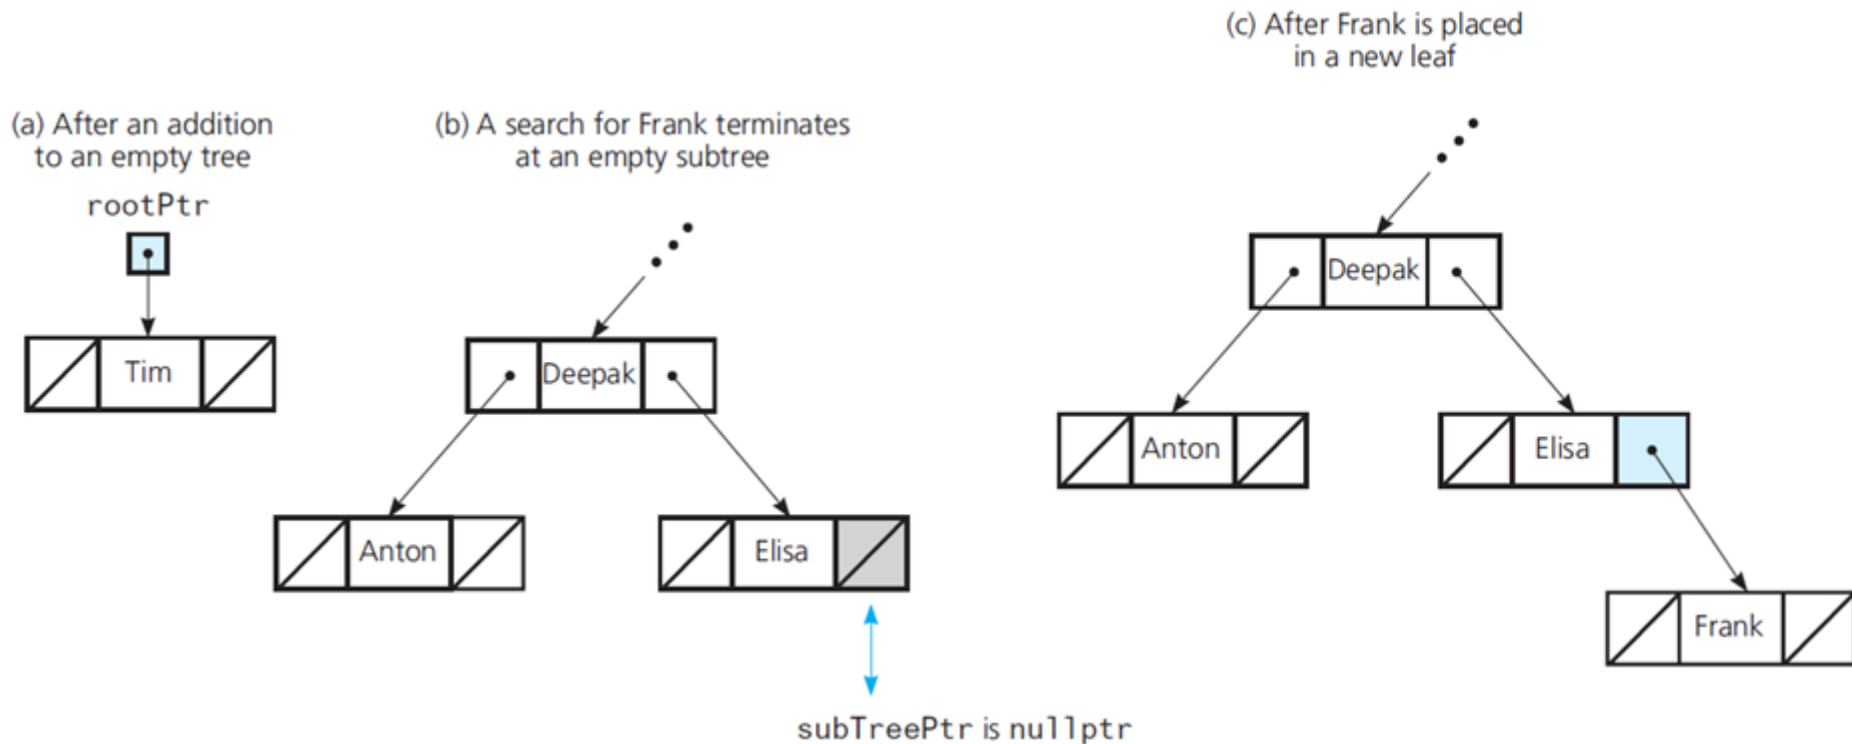 (a) After an addition
to an empty tree
rootPtr
Tim
(b) A search for Frank terminates
at an empty subtree
Deepak
Anton
Elisa
subTreePtr is nullptr
(c) After Frank is placed
in a new leaf
Deepak
Anton
Elisa
Frank